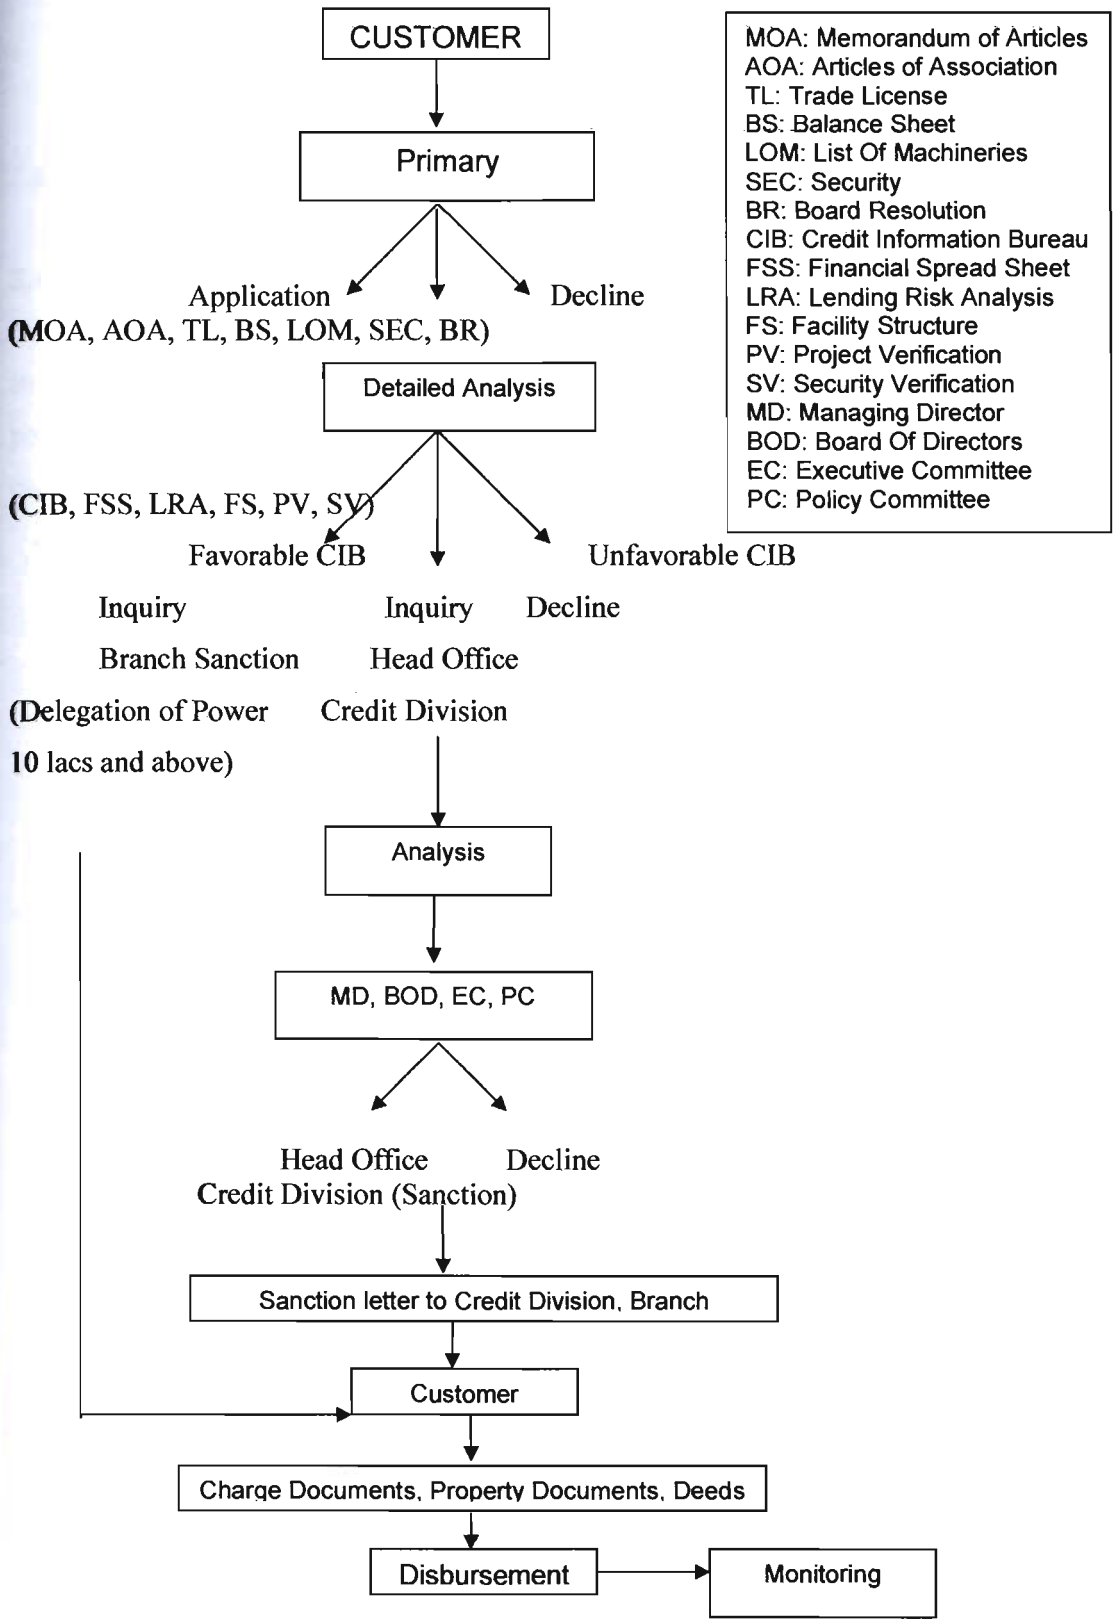 CUSTOMER
Primary
Application
Decline
(MOA, AOA, TL, BS, LOM, SEC, BR)
Detailed Analysis
(CIB, FSS, LRA, FS, PV, SV)
Favorable CIB
Unfavorable CIB
Inquiry
Inquiry
Decline
Branch Sanction
Head Office
(Delegation of Power
Credit Division
10 lacs and above)
Analysis
MD, BOD, EC, PC
Head Office
Decline
Credit Division (Sanction)
Sanction letter to Credit Division, Branch
Customer
Charge Documents, Property Documents, Deeds
Disbursement
Monitoring
MOA: Memorandum of Articles
AOA: Articles of Association
TL: Trade License
BS: Balance Sheet
LOM: List Of Machineries
SEC: Security
BR: Board Resolution
CIB: Credit Information Bureau
FSS: Financial Spread Sheet
LRA: Lending Risk Analysis
FS: Facility Structure
PV: Project Verification
SV: Security Verification
MD: Managing Director
BOD: Board Of Directors
EC: Executive Committee
PC: Policy Committee